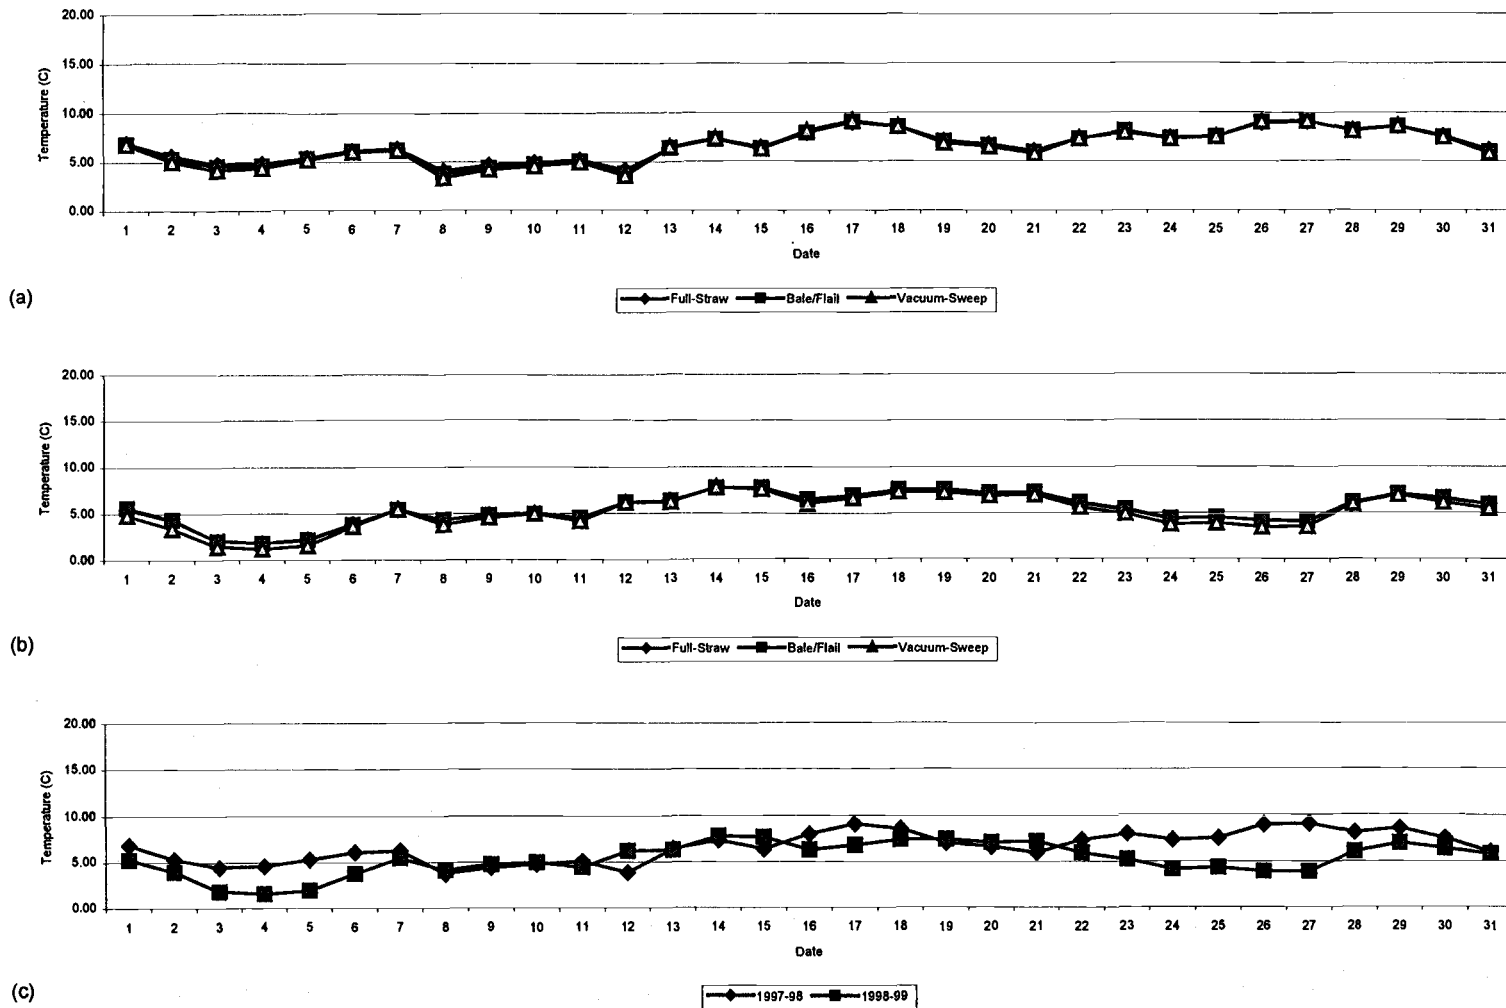 20.00
15.00
10.00
5.00
0.00
Temperature (C)
1 2 3 4 5 6 7 8 9 10 11 12 13 14 15 16 17 18 19 20 21 22 23 24 25 26 27 28 29 30 31
Date
(a)
Full-Straw Bale/Flail Vacuum-Sweep
20.00
15.00
10.00
5.00
0.00
Temperature (C)
1 2 3 4 5 6 7 8 9 10 11 12 13 14 15 16 17 18 19 20 21 22 23 24 25 26 27 28 29 30 31
Date
(b)
Full-Straw Bale/Flail Vacuum-Sweep
20.00
15.00
10.00
5.00
0.00
Temperature (C)
1 2 3 4 5 6 7 8 9 10 11 12 13 14 15 16 17 18 19 20 21 22 23 24 25 26 27 28 29 30 31
Date
(c)
1997-98 1998-99